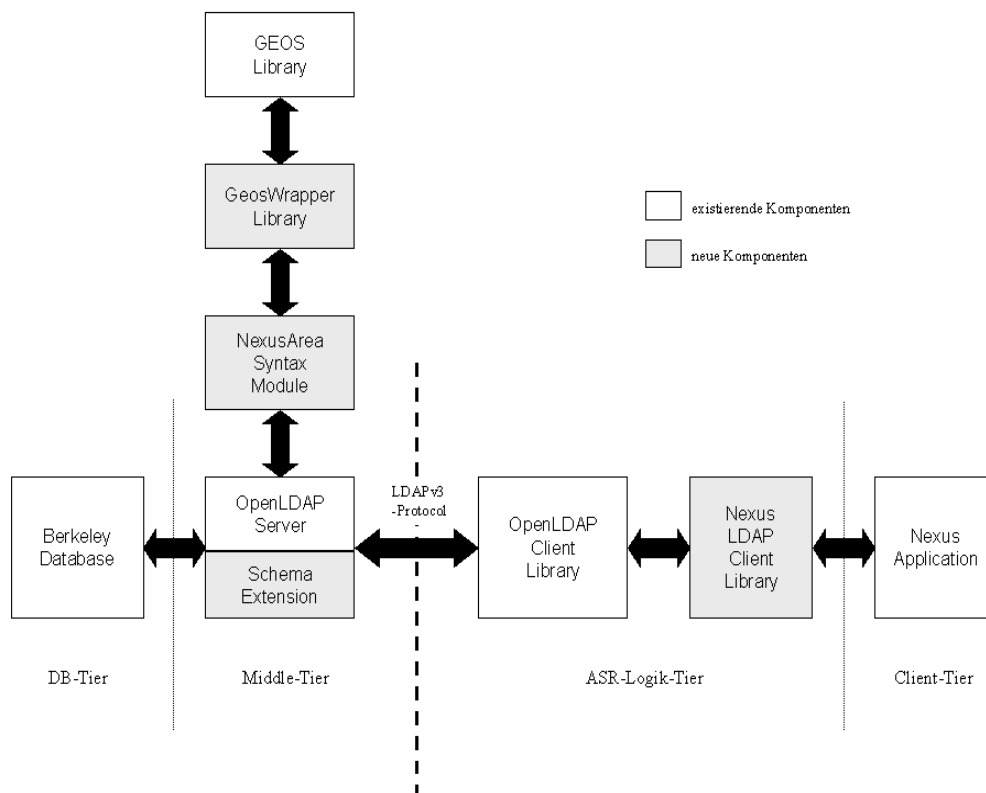 GEOS
Library
GeosWrapper
Library
existierende Komponenten
neue Komponenten
NexusArea
Syntax
Module
LDAPv3
-Protocol
Berkeley
Database
OpenLDAP
Server
Schema
Extension
OpenLDAP
Client
Library
Nexus
LDAP
Client
Library
Nexus
Application
DB-Tier
Middle-Tier
ASR-Logik-Tier
Client-Tier